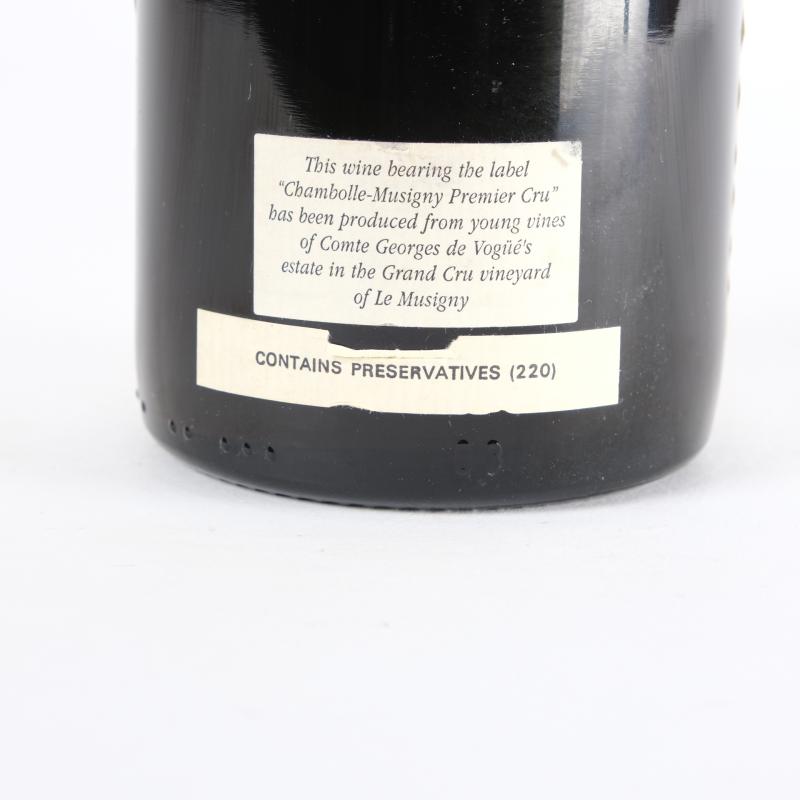 This wine bearing the label
"Chambolle-Musigny Premier Cru"
has been produced from young vines
of Comte Georges de Vogüé's
estate in the Grand Cru vineyard
of Le Musigny
CONTAINS PRESERVATIVES (220)